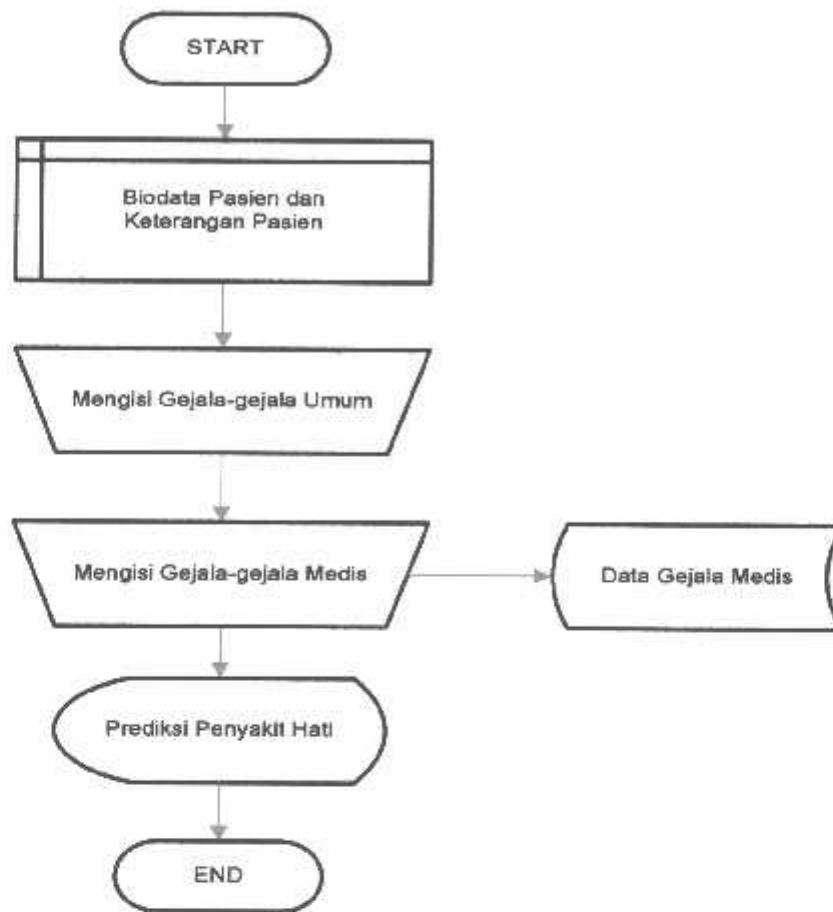 START
Biodata Pasien dan
Keterangan Pasien
Mengisi Gejala-gejala Umum
Mengisi Gejala-gejala Medis
Data Gejala Medis
Prediksi Penyakit Hati
END